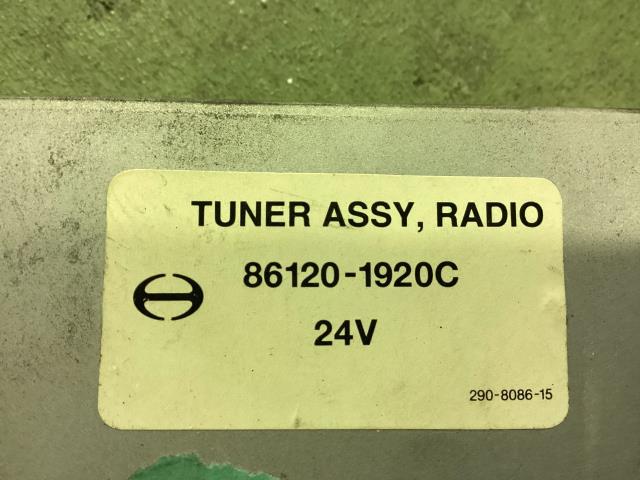 TUNER ASSY, RADIO
86120-1920C
24V
290-8086-15